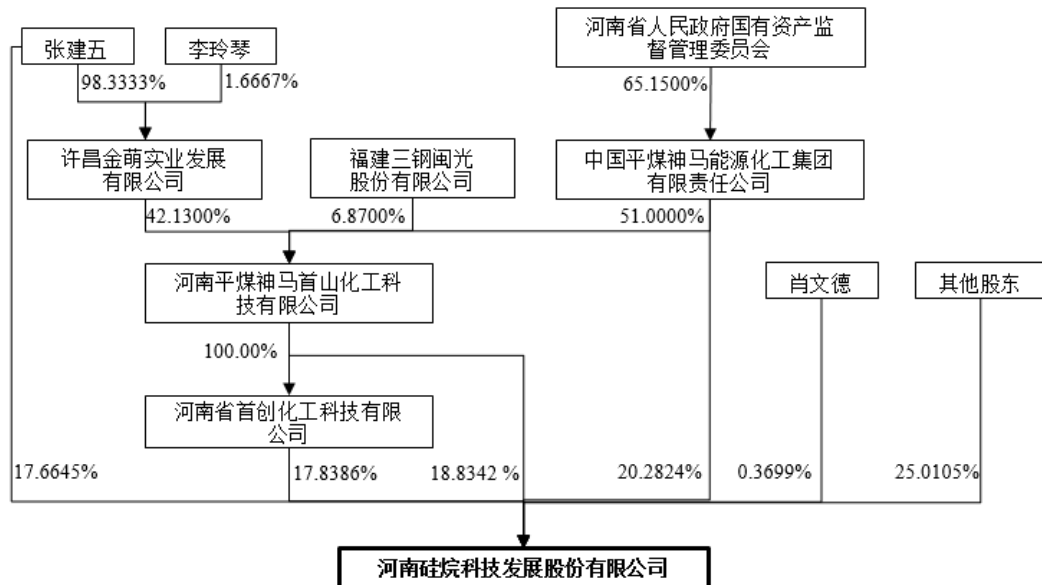 河南省人民政府国有资产监
督管理委员会
张建五
李玲琴
98.3333%
1.6667%
65.1500%
许昌金萌实业发展
有限公司
福建三钢闽光
股份有限公司
中国平煤神马能源化工集团
有限责任公司
42.1300%
6.8700%
51.0000%
河南平煤神马首山化工科
技有限公司
肖文德
其他股东
100.00%
河南省首创化工科技有限
公司
17.6645%
17.8386%
18.8342 %
20.2824%
0.3699%
25.0105%
河南硅烷科技发展股份有限公司